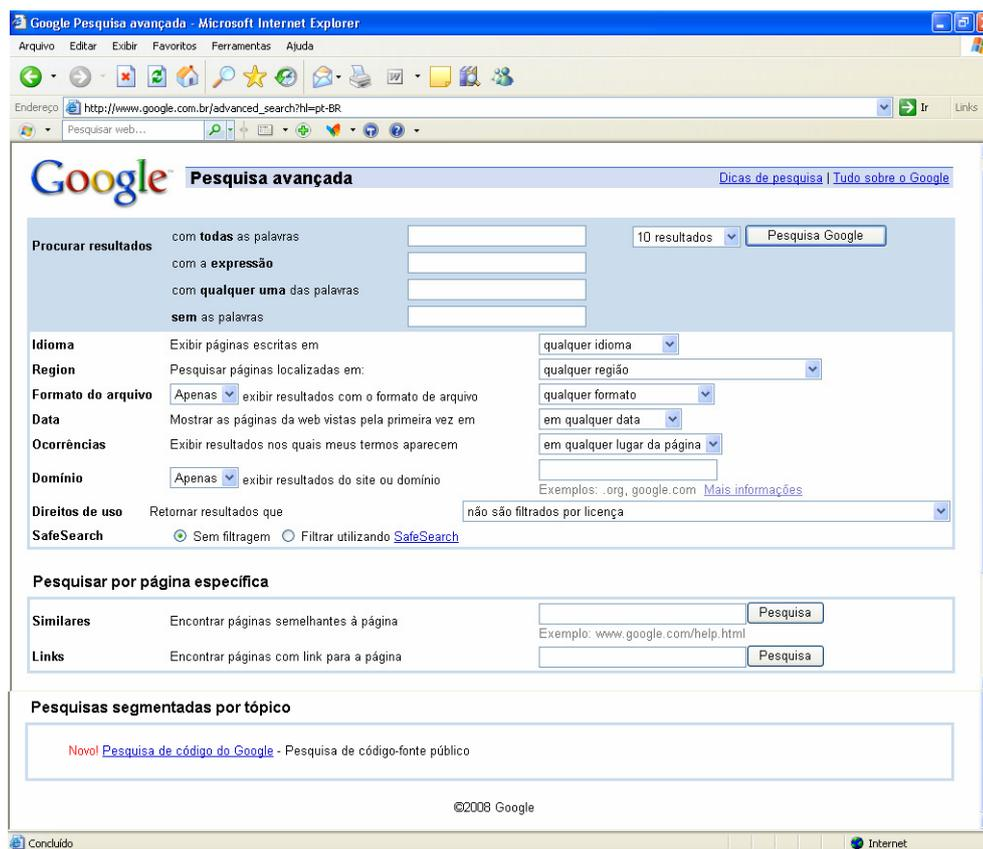 Google Pesquisa avançada - Microsoft Internet Explorer
Arquivo Editar Exibir Favoritos Ferramentas Ajuda
Endereço http://www.google.com.br/advanced_search?hl=pt-BR Ir Links
Pesquisar web...
Google™ Pesquisa avançada Dicas de pesquisa | Tudo sobre o Google
Procurar resultados com todas as palavras 10 resultados Pesquisa Google
com a expressão
com qualquer uma das palavras
sem as palavras
Idioma Exibir páginas escritas em qualquer idioma
Region Pesquisar páginas localizadas em: qualquer região
Formato do arquivo Apenas exibir resultados com o formato de arquivo qualquer formato
Data Mostrar as páginas da web vistas pela primeira vez em em qualquer data
Ocorrências Exibir resultados nos quais meus termos aparecem em qualquer lugar da página
Domínio Apenas exibir resultados do site ou domínio
Exemplos: .org, google.com Mais informações
Direitos de uso Retornar resultados que não são filtrados por licença
SafeSearch Sem filtragem Filtrar utilizando SafeSearch
Pesquisar por página específica
Similares Encontrar páginas semelhantes à página Pesquisa
Exemplo: www.google.com/help.html
Links Encontrar páginas com link para a página Pesquisa
Pesquisas segmentadas por tópico
Novo! Pesquisa de código do Google - Pesquisa de código-fonte público
©2008 Google
Concluído Internet